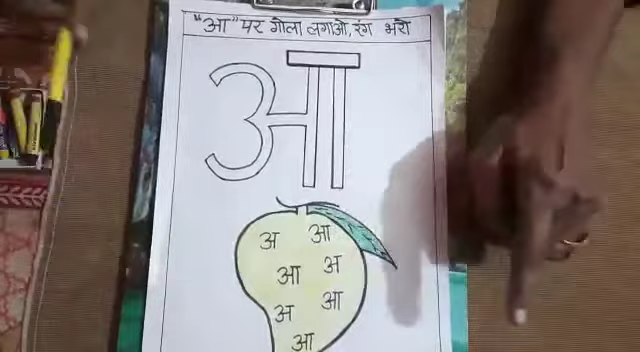 "आ" पर गोला लगाओ, रंग भरो
आ
अ आ
आ अ
अ आ
आ